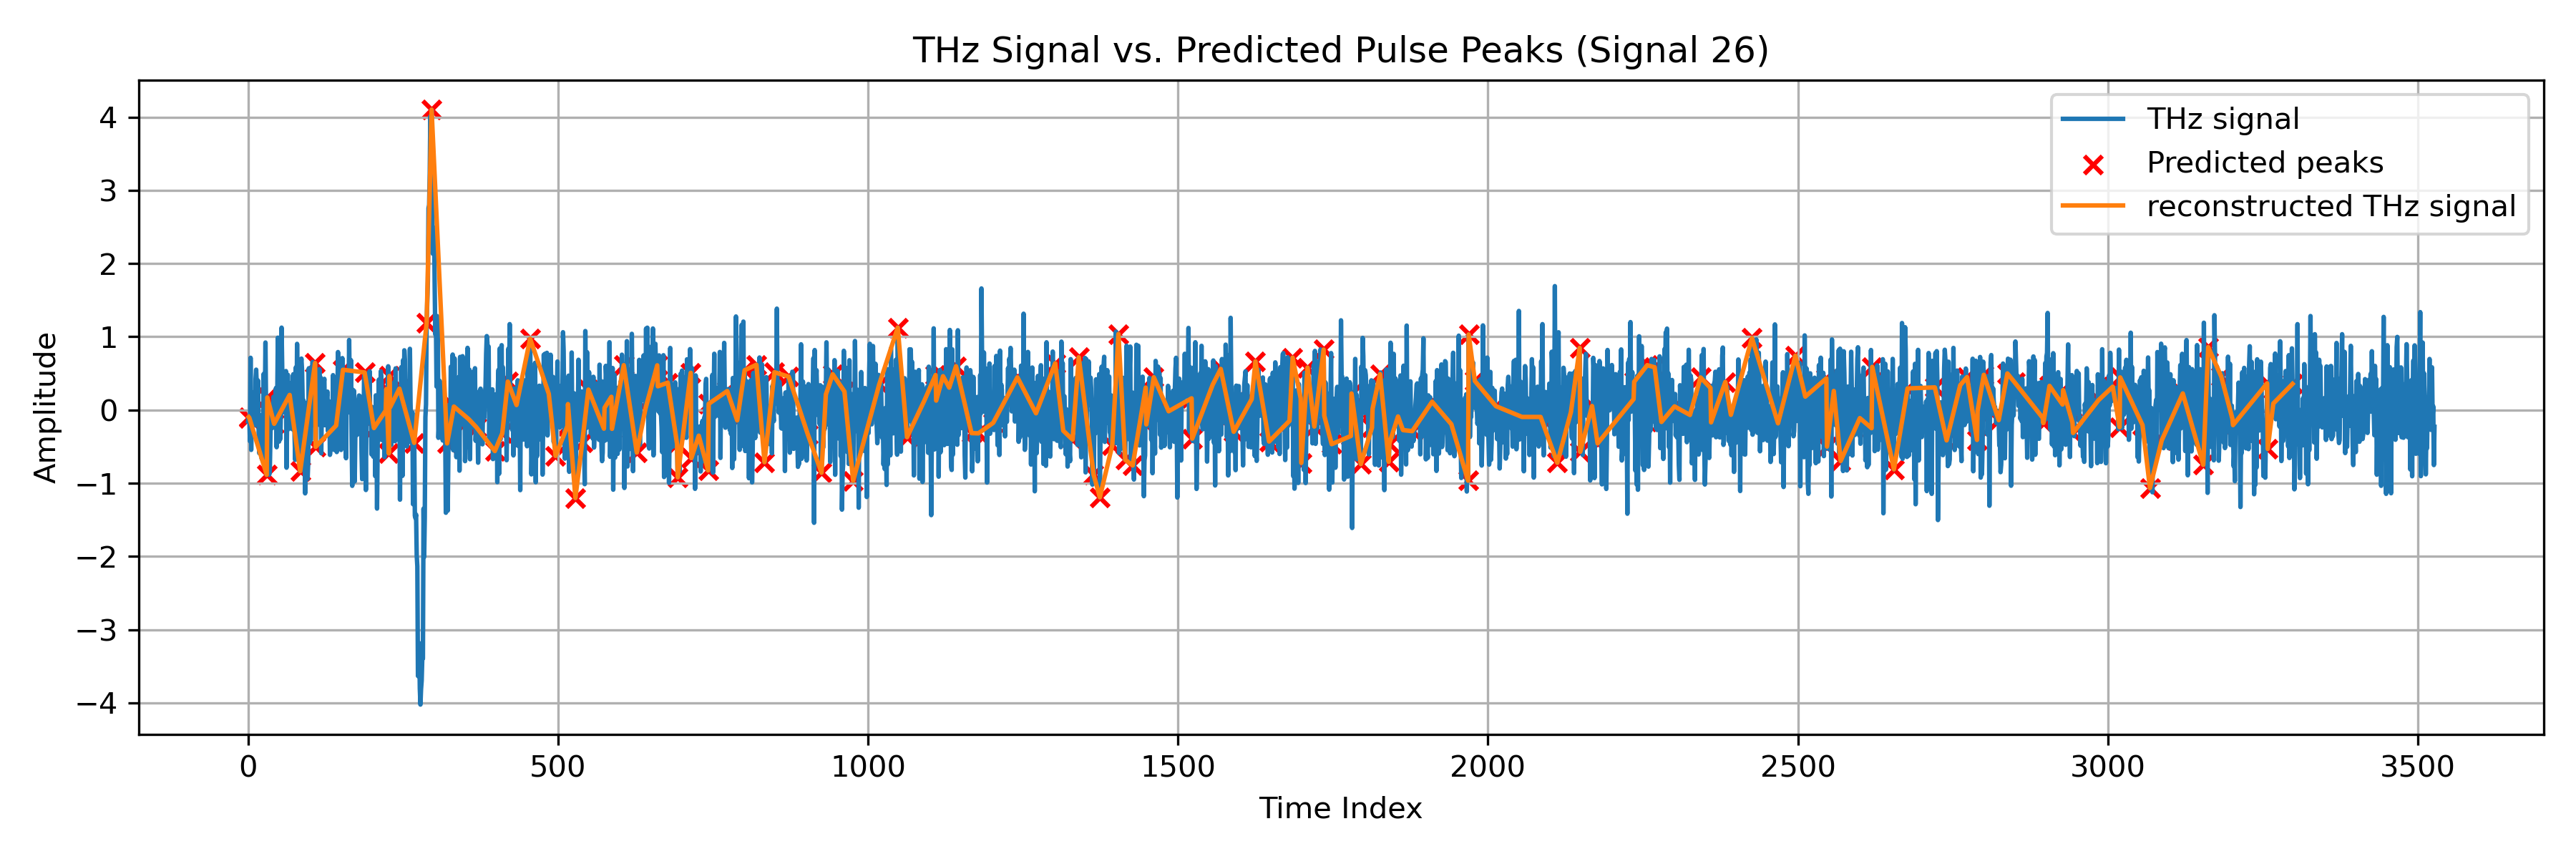 THz Signal vs. Predicted Pulse Peaks (Signal 26)
THz signal
Predicted peaks
reconstructed THz signal
Amplitude
4
3
2
1
0
−1
−2
−3
−4
0 500 1000 1500 2000 2500 3000 3500
Time Index